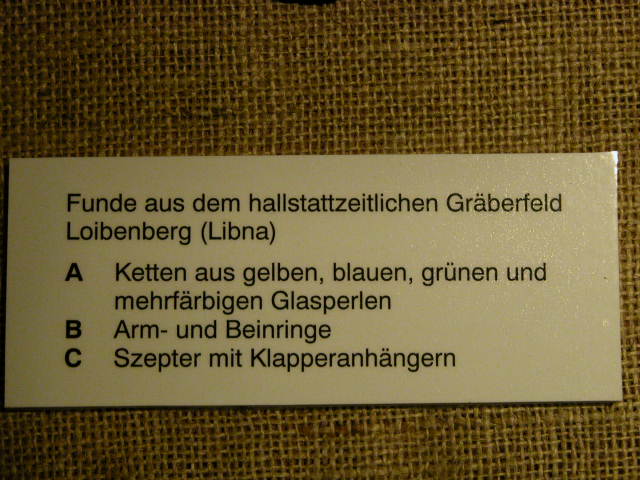 Funde aus dem hallstattzeitlichen Gräberfeld
Loibenberg (Libna)
A Ketten aus gelben, blauen, grünen und
mehrfärbigen Glasperlen
B Arm- und Beinringe
C Szepter mit Klapperanhängern